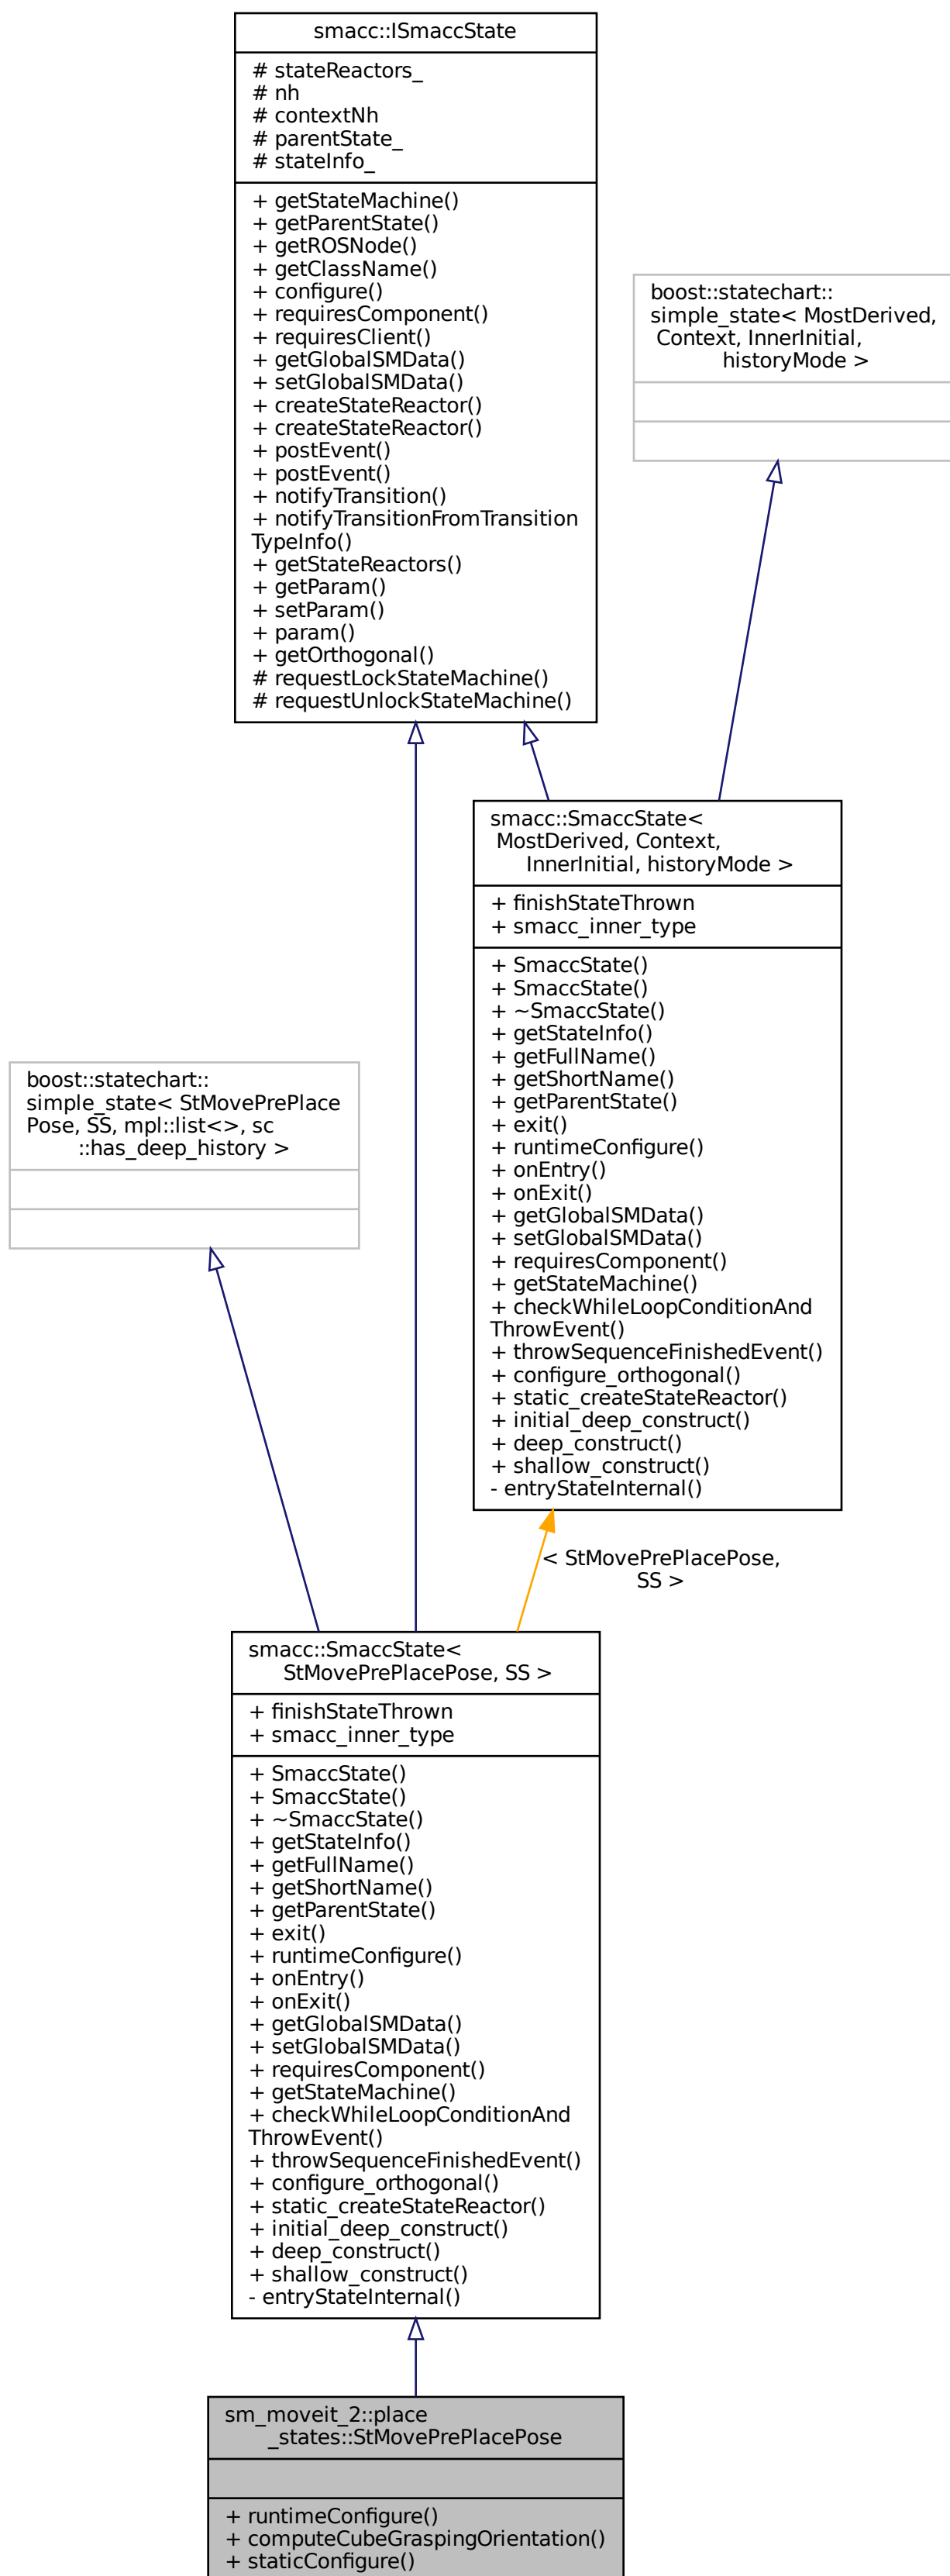 smacc::ISmaccState
# stateReactors_
# nh
# contextNh
# parentState_
# stateInfo_
+ getStateMachine()
+ getParentState()
+ getROSNode()
+ getClassName()
+ configure()
+ requiresComponent()
+ requiresClient()
+ getGlobalSMData()
+ setGlobalSMData()
+ createStateReactor()
+ createStateReactor()
+ postEvent()
+ postEvent()
+ notifyTransition()
+ notifyTransitionFromTransition
TypeInfo()
+ getStateReactors()
+ getParam()
+ setParam()
+ param()
+ getOrthogonal()
# requestLockStateMachine()
# requestUnlockStateMachine()
boost::statechart::
simple_state< MostDerived,
Context, InnerInitial,
historyMode >
smacc::SmaccState<
MostDerived, Context,
InnerInitial, historyMode >
+ finishStateThrown
+ smacc_inner_type
+ SmaccState()
+ SmaccState()
+ ~SmaccState()
+ getStateInfo()
+ getFullName()
+ getShortName()
+ getParentState()
+ exit()
+ runtimeConfigure()
+ onEntry()
+ onExit()
+ getGlobalSMData()
+ setGlobalSMData()
+ requiresComponent()
+ getStateMachine()
+ checkWhileLoopConditionAnd
ThrowEvent()
+ throwSequenceFinishedEvent()
+ configure_orthogonal()
+ static_createStateReactor()
+ initial_deep_construct()
+ deep_construct()
+ shallow_construct()
- entryStateInternal()
boost::statechart::
simple_state< StMovePrePlace
Pose, SS, mpl::list<>, sc
::has_deep_history >
< StMovePrePlacePose,
SS >
smacc::SmaccState<
StMovePrePlacePose, SS >
+ finishStateThrown
+ smacc_inner_type
+ SmaccState()
+ SmaccState()
+ ~SmaccState()
+ getStateInfo()
+ getFullName()
+ getShortName()
+ getParentState()
+ exit()
+ runtimeConfigure()
+ onEntry()
+ onExit()
+ getGlobalSMData()
+ setGlobalSMData()
+ requiresComponent()
+ getStateMachine()
+ checkWhileLoopConditionAnd
ThrowEvent()
+ throwSequenceFinishedEvent()
+ configure_orthogonal()
+ static_createStateReactor()
+ initial_deep_construct()
+ deep_construct()
+ shallow_construct()
- entryStateInternal()
sm_moveit_2::place
_states::StMovePrePlacePose
+ runtimeConfigure()
+ computeCubeGraspingOrientation()
+ staticConfigure()